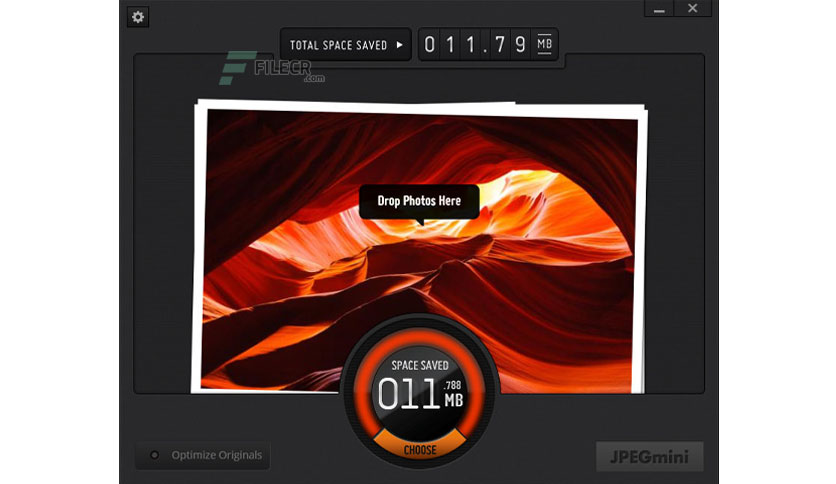 TOTAL SPACE SAVED
011.79 MB
FILECR
.com
Drop Photos Here
SPACE SAVED
011.788 MB
CHOOSE
Optimize Originals
JPEGmini